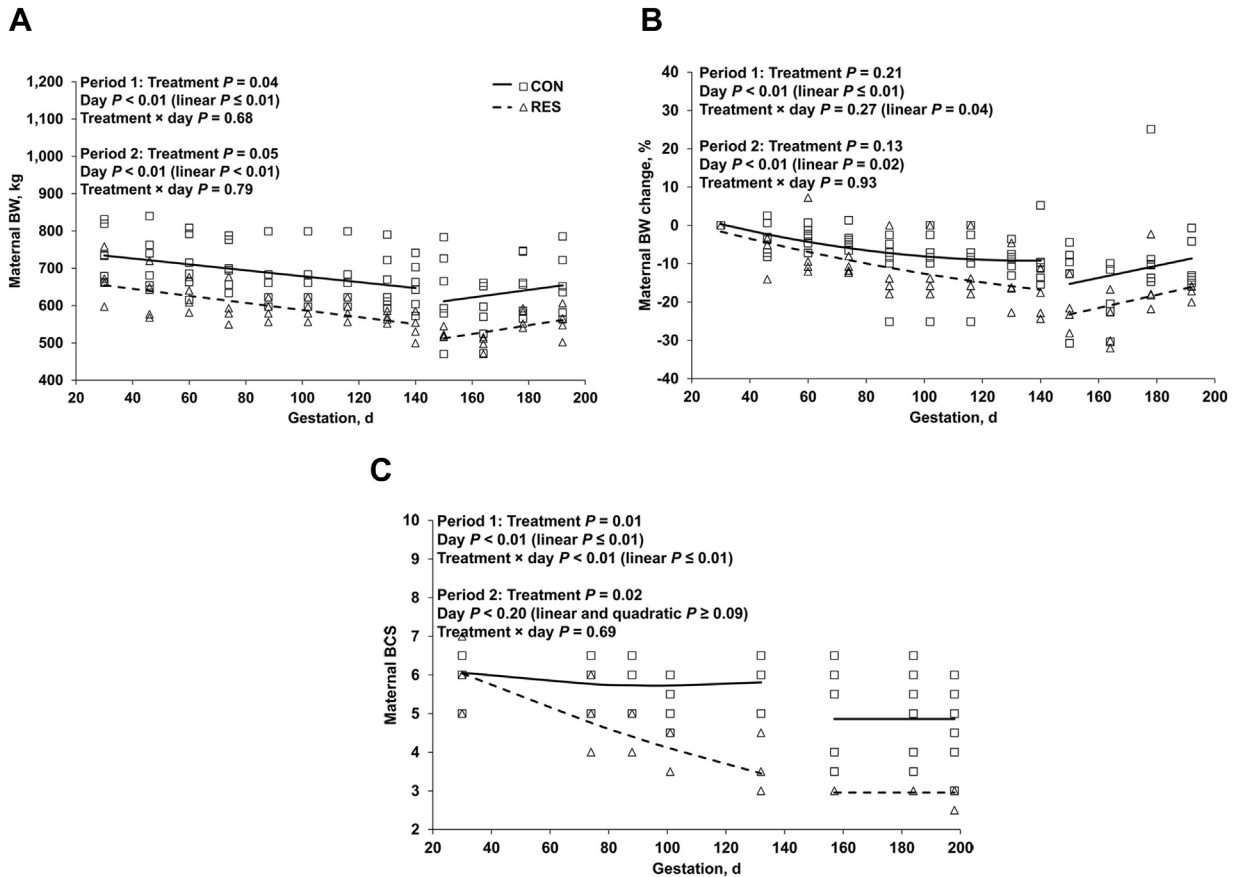 A
Period 1: Treatment P = 0.04
Day P < 0.01 (linear P ≤ 0.01)
Treatment × day P = 0.68
Period 2: Treatment P = 0.05
Day P < 0.01 (linear P < 0.01)
Treatment × day P = 0.79
CON
RES
Maternal BW, kg
1,200
1,100
1,000
900
800
700
600
500
400
20 40 60 80 100 120 140 160 180 200
Gestation, d
B
Period 1: Treatment P = 0.21
Day P < 0.01 (linear P ≤ 0.01)
Treatment × day P = 0.27 (linear P = 0.04)
Period 2: Treatment P = 0.13
Day P < 0.01 (linear P = 0.02)
Treatment × day P = 0.93
Maternal BW change, %
40
30
20
10
0
-10
-20
-30
-40
20 40 60 80 100 120 140 160 180 200
Gestation, d
C
Period 1: Treatment P = 0.01
Day P < 0.01 (linear P ≤ 0.01)
Treatment × day P < 0.01 (linear P ≤ 0.01)
Period 2: Treatment P = 0.02
Day P < 0.20 (linear and quadratic P ≥ 0.09)
Treatment × day P = 0.69
Maternal BCS
10
9
8
7
6
5
4
3
2
20 40 60 80 100 120 140 160 180 200
Gestation, d